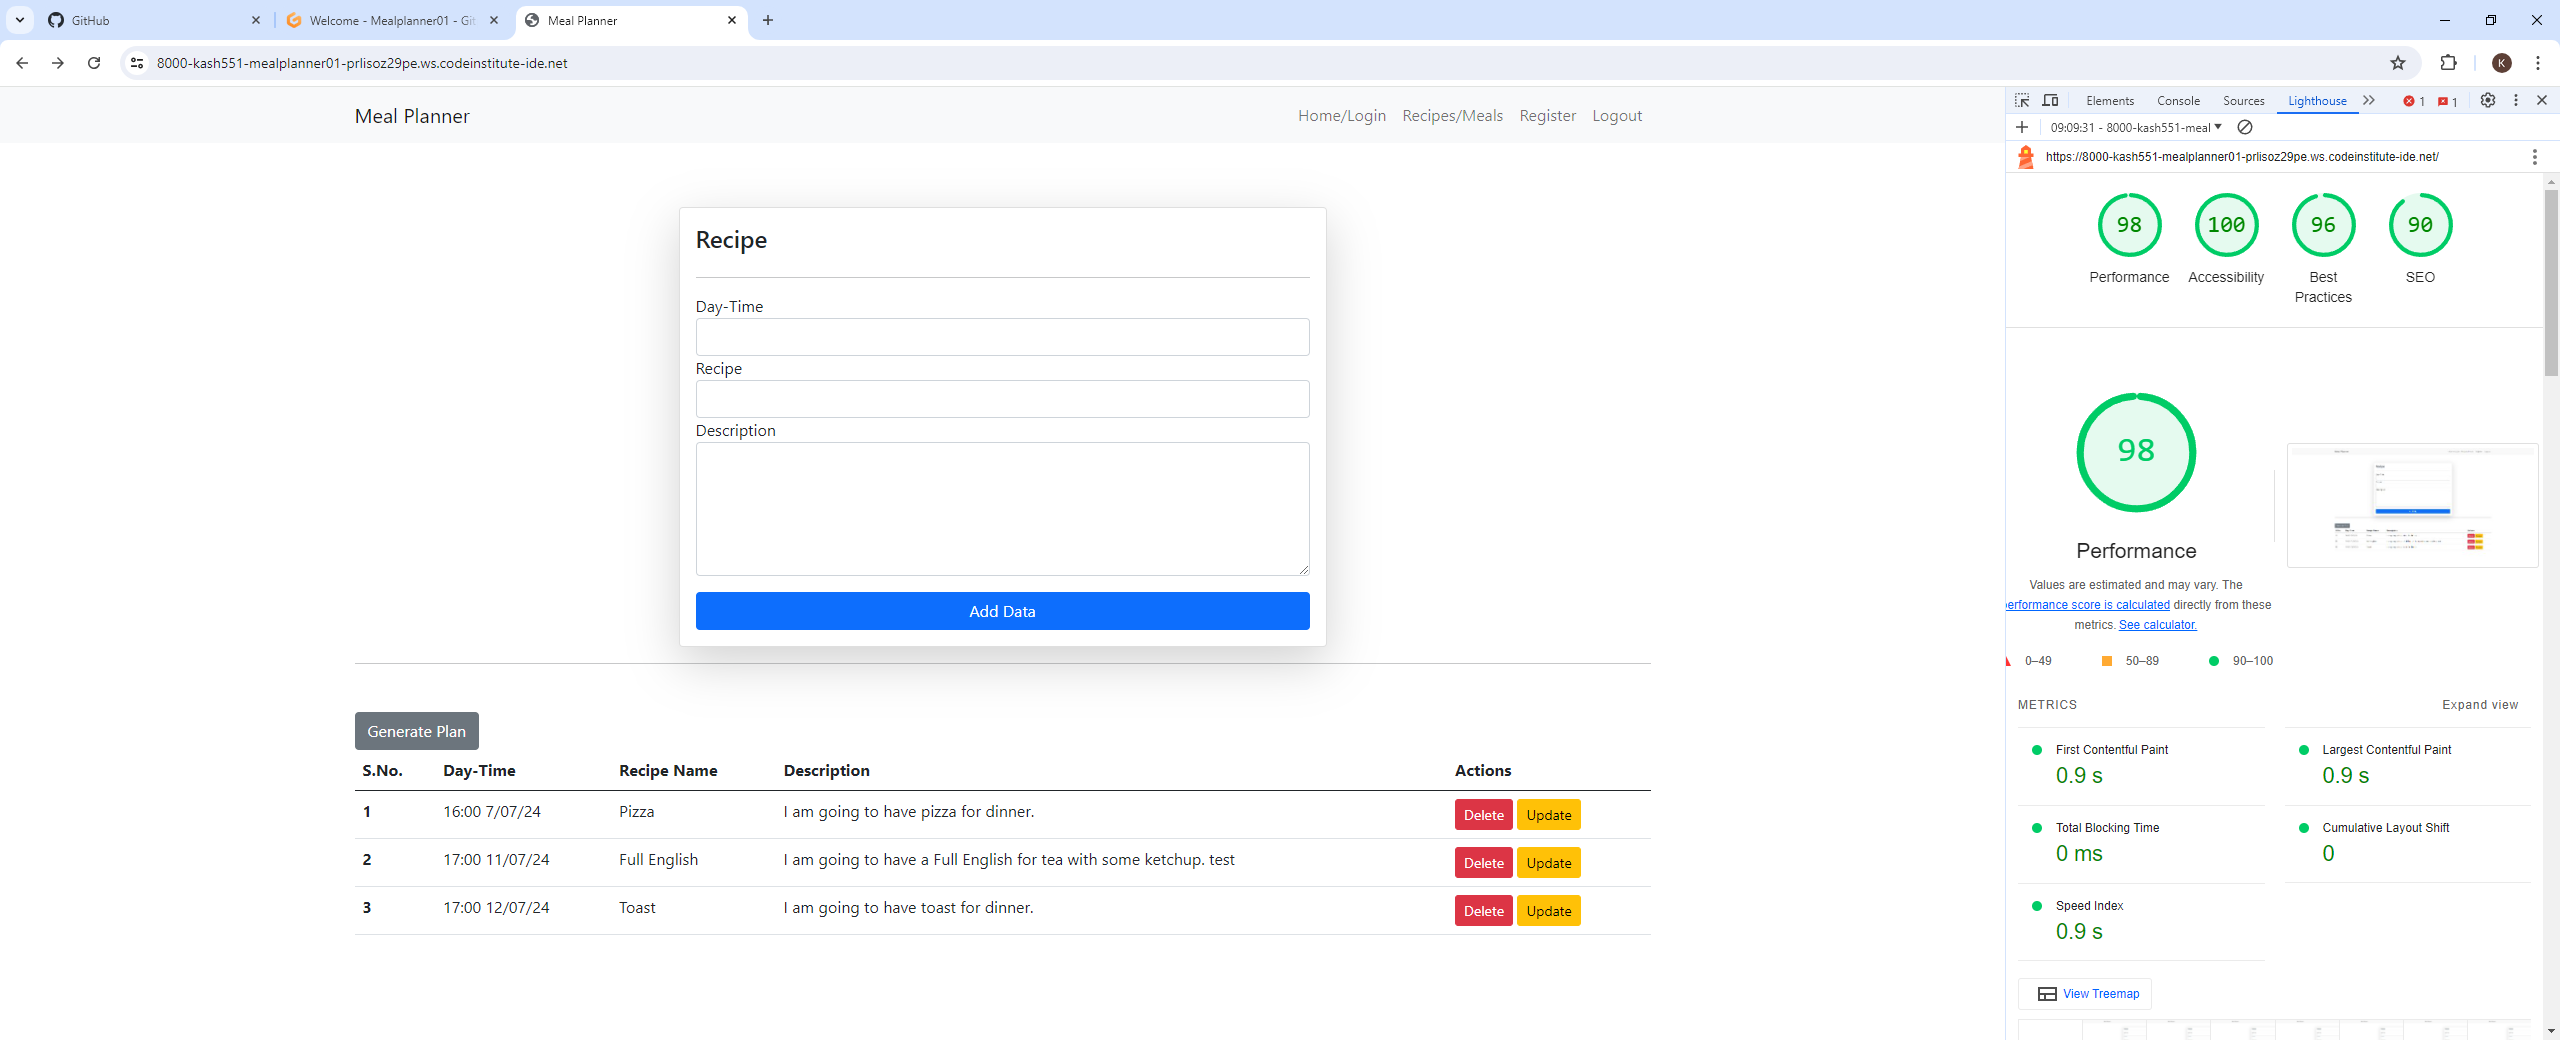 GitHub
Welcome - Mealplanner01 - Git
Meal Planner
8000-kash551-mealplanner01-prlisoz29pe.ws.codeinstitute-ide.net
K
Meal Planner
Home/Login Recipes/Meals Register Logout
Recipe
Day-Time
Recipe
Description
Add Data
Generate Plan
S.No. Day-Time Recipe Name Description Actions
1 16:00 7/07/24 Pizza I am going to have pizza for dinner. Delete Update
2 17:00 11/07/24 Full English I am going to have a Full English for tea with some ketchup. test Delete Update
3 17:00 12/07/24 Toast I am going to have toast for dinner. Delete Update
Elements Console Sources Lighthouse 1 1
09:09:31 - 8000-kash551-meal
https://8000-kash551-mealplanner01-prlisoz29pe.ws.codeinstitute-ide.net/
98 100 96 90
Performance Accessibility Best Practices SEO
98
Performance
Values are estimated and may vary. The
performance score is calculated directly from these
metrics. See calculator.
0–49 50–89 90–100
METRICS Expand view
First Contentful Paint
0.9 s
Largest Contentful Paint
0.9 s
Total Blocking Time
0 ms
Cumulative Layout Shift
0
Speed Index
0.9 s
View Treemap